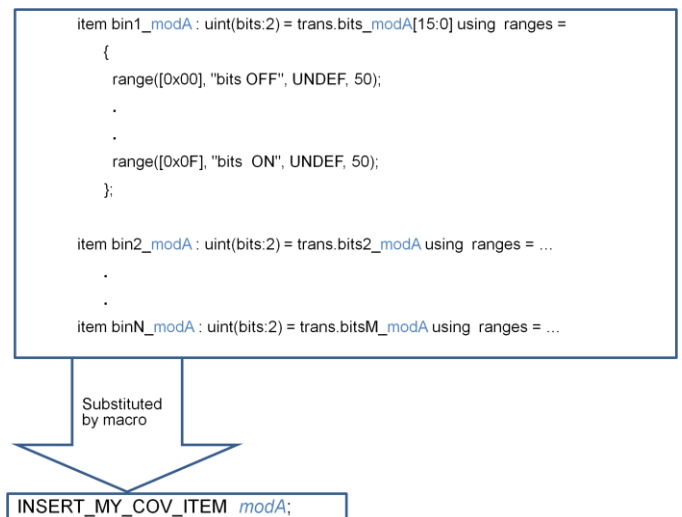 item bin1_modA : uint(bits:2) = trans.bits_modA[15:0] using ranges =
{
range([0x00], "bits OFF", UNDEF, 50);
.
.
range([0x0F], "bits ON", UNDEF, 50);
};
item bin2_modA : uint(bits:2) = trans.bits2_modA using ranges = ...
.
.
item binN_modA : uint(bits:2) = trans.bitsM_modA using ranges = ...
Substituted
by macro
INSERT_MY_COV_ITEM modA;